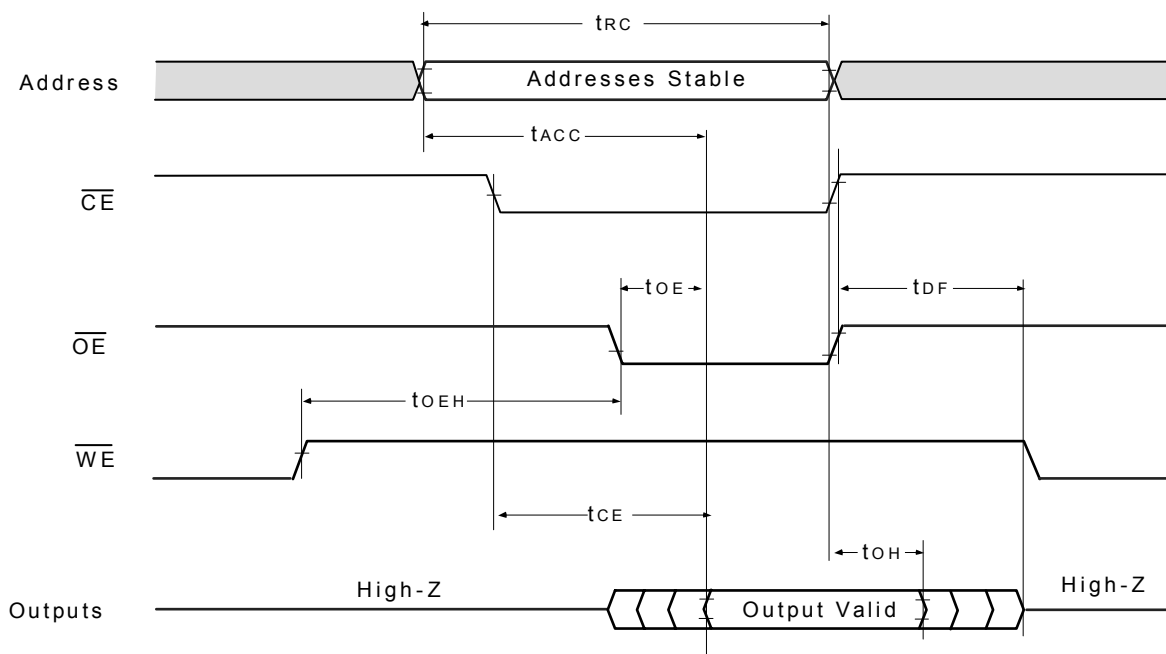 tRC
Address
Addresses Stable
tACC
CE
tOE
tDF
OE
tOEH
WE
tCE
tOH
High-Z
High-Z
Outputs
Output Valid